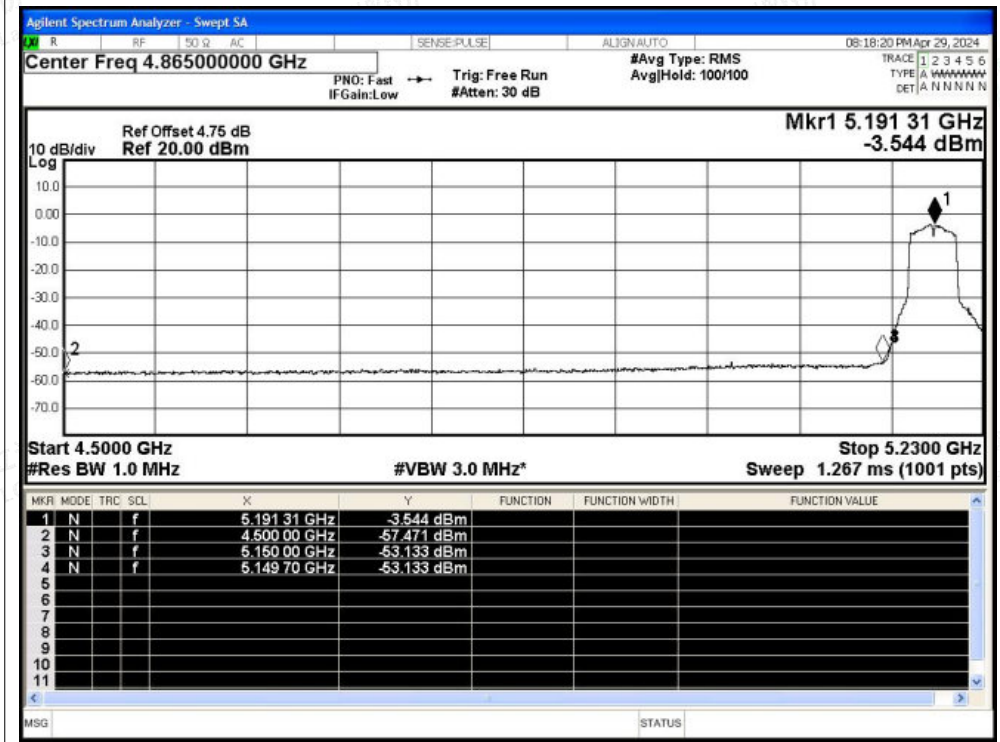 Agilent Spectrum Analyzer - Swept SA
LXI R RF 50 Ω AC SENSE:PULSE ALIGNAUTO 08:18:20 PM Apr 29, 2024
Center Freq 4.865000000 GHz
PNO: Fast
IFGain:Low
Trig: Free Run
#Atten: 30 dB
#Avg Type: RMS
Avg|Hold: 100/100
TRACE 1 2 3 4 5 6
TYPE A WWWWW
DET A N N N N N
Mkr1 5.191 31 GHz
-3.544 dBm
Ref Offset 4.75 dB
10 dB/div Ref 20.00 dBm
Log
10.0
0.00
-10.0
-20.0
-30.0
-40.0
-50.0
-60.0
-70.0
1
2
3
Start 4.5000 GHz Stop 5.2300 GHz
#Res BW 1.0 MHz #VBW 3.0 MHz* Sweep 1.267 ms (1001 pts)
MKR MODE TRC SCL X Y FUNCTION FUNCTION WIDTH FUNCTION VALUE
1 N f 5.191 31 GHz -3.544 dBm
2 N f 4.500 00 GHz -57.471 dBm
3 N f 5.150 00 GHz -53.133 dBm
4 N f 5.149 70 GHz -53.133 dBm
5
6
7
8
9
10
11
MSG STATUS